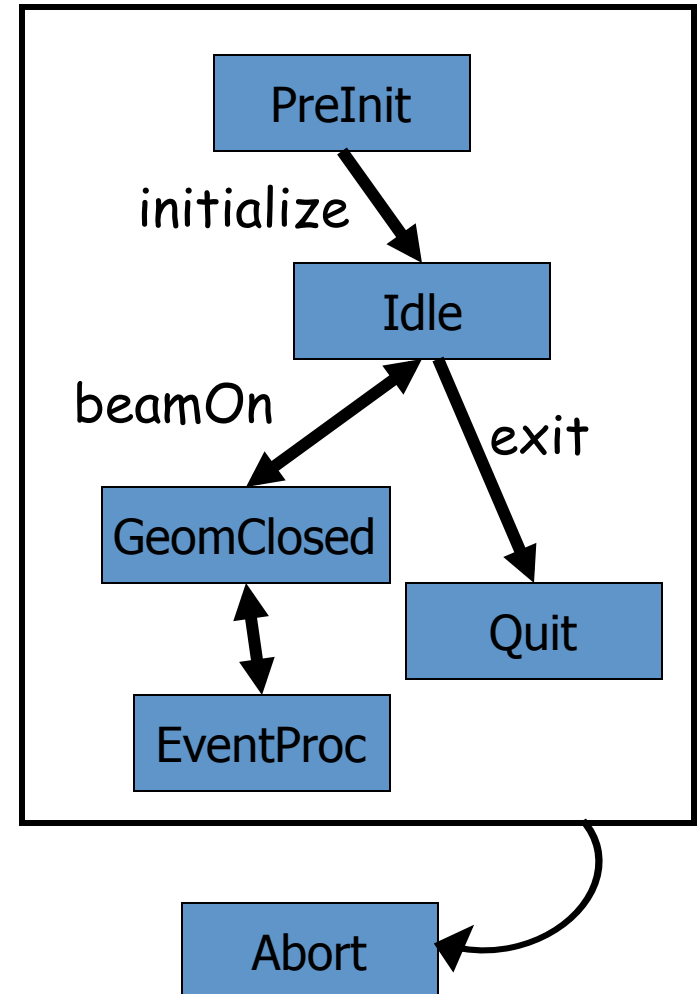 PreInit
initialize
Idle
beamOn
exit
GeomClosed
Quit
EventProc
Abort